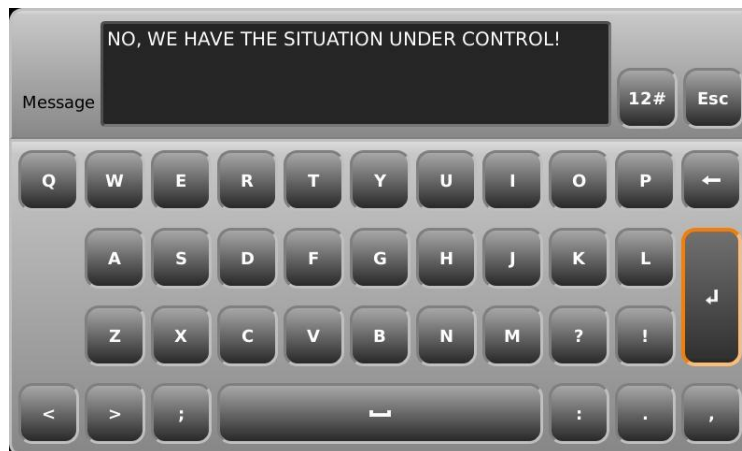 NO, WE HAVE THE SITUATION UNDER CONTROL!
Message
12# Esc
Q W E R T Y U I O P ←
A S D F G H J K L
↲
Z X C V B N M ? !
< > ; ⎵ : . ,